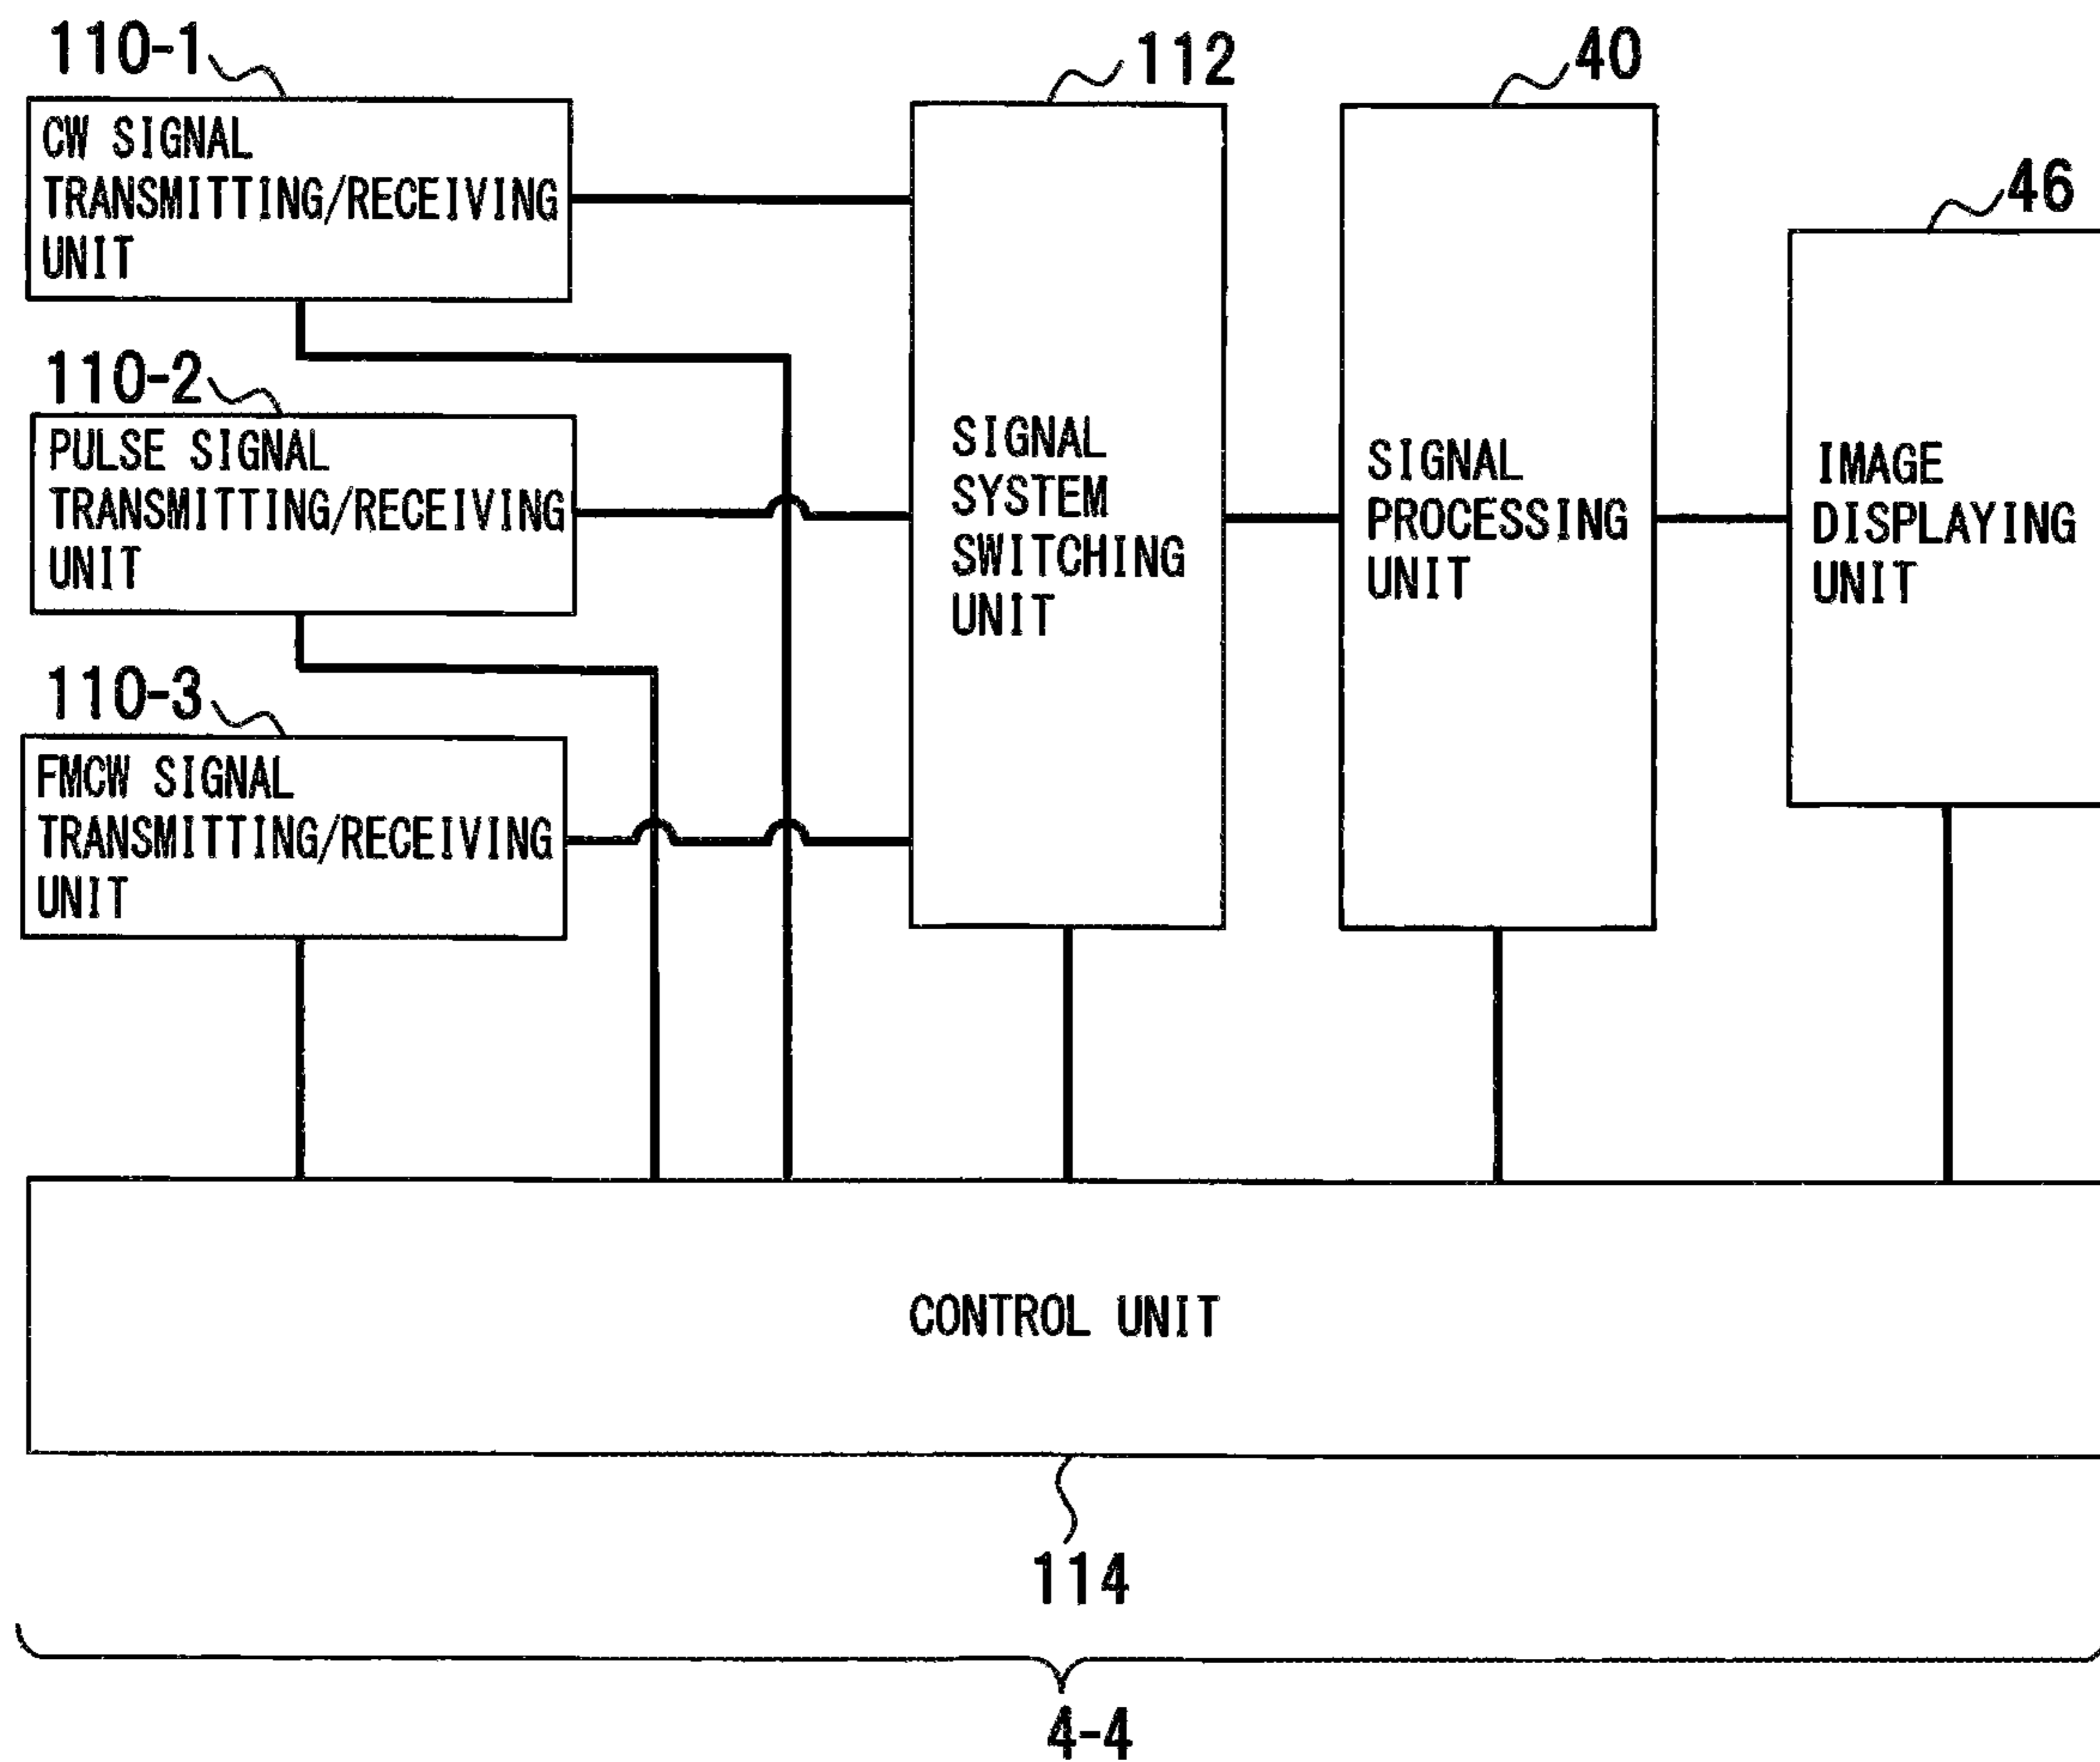 110-1
CW SIGNAL
TRANSMITTING/RECEIVING
UNIT
110-2
PULSE SIGNAL
TRANSMITTING/RECEIVING
UNIT
110-3
FMCW SIGNAL
TRANSMITTING/RECEIVING
UNIT
112
SIGNAL
SYSTEM
SWITCHING
UNIT
40
SIGNAL
PROCESSING
UNIT
46
IMAGE
DISPLAYING
UNIT
CONTROL UNIT
114
4-4